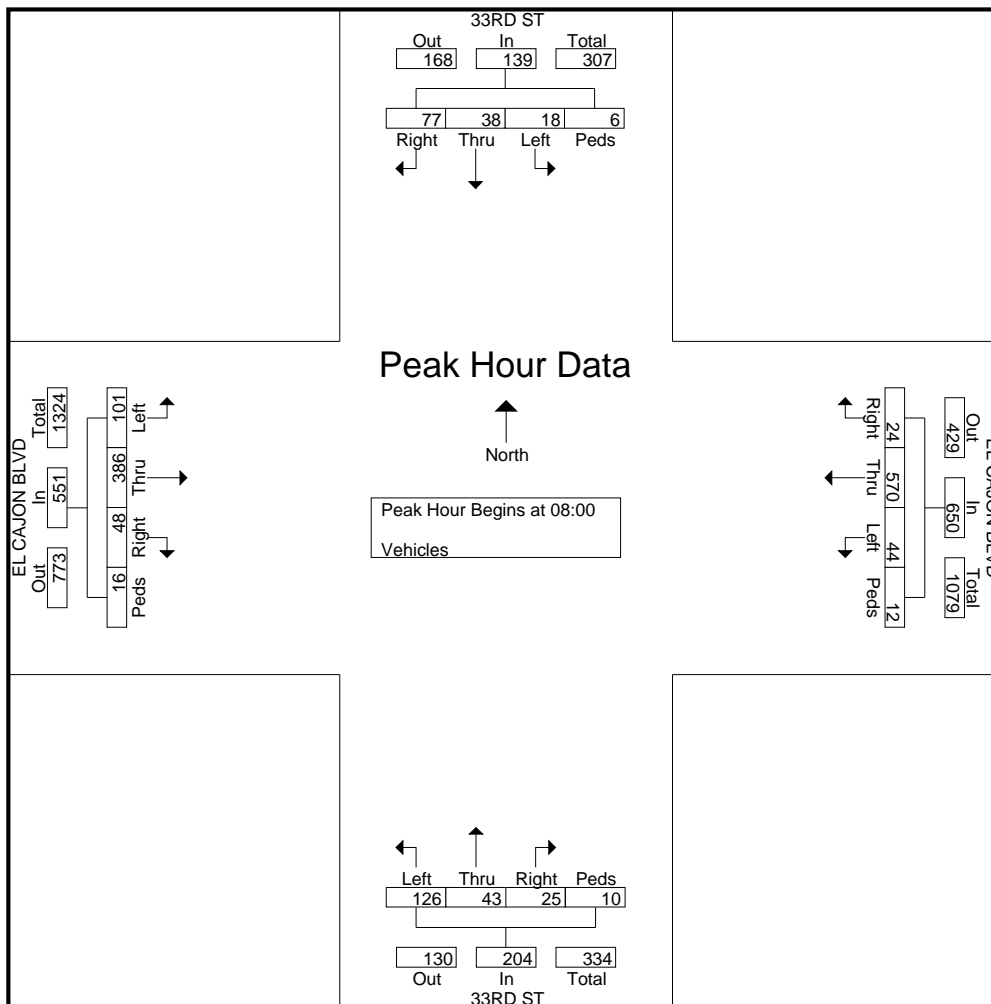 33RD ST
Out In Total
168 139 307
77 38 18 6
Right Thru Left Peds
Peak Hour Data
North
Peak Hour Begins at 08:00
Vehicles
EL CAJON BLVD
Total In Out
1324 551 773
101 386 48 16
Left Thru Right Peds
Right Thru Left Peds
24 570 44 12
Out In Total
429 650 1079
EL CAJON BLVD
Left Thru Right Peds
126 43 25 10
130 204 334
Out In Total
33RD ST